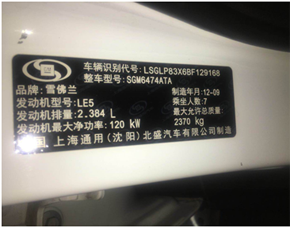 车辆识别代号: LSGLP83X6BF129168
整车型号: SGM6474ATA
雪佛兰 制造年月: 12-09
发动机型号: LE5 乘坐人数: 7
发动机排量: 2.384 L 最大允许总质量:
发动机最大净功率: 120 kW 2370 kg
国 上海通用(沈阳)北盛汽车有限公司制造